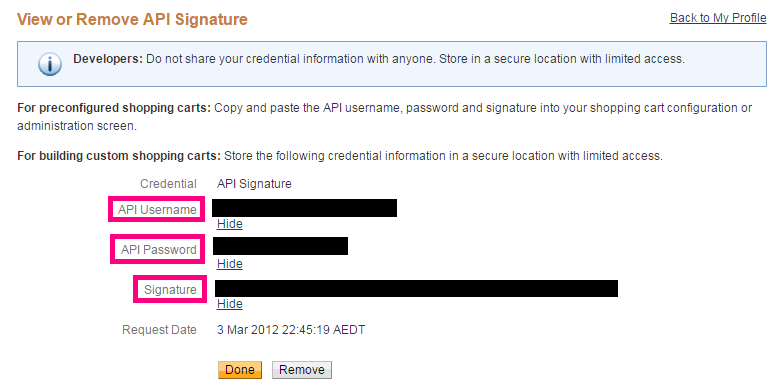 View or Remove API Signature
Back to My Profile
Developers: Do not share your credential information with anyone. Store in a secure location with limited access.
For preconfigured shopping carts: Copy and paste the API username, password and signature into your shopping cart configuration or
administration screen.
For building custom shopping carts: Store the following credential information in a secure location with limited access.
Credential API Signature
API Username
Hide
API Password
Hide
Signature
Hide
Request Date 3 Mar 2012 22:45:19 AEDT
Done Remove